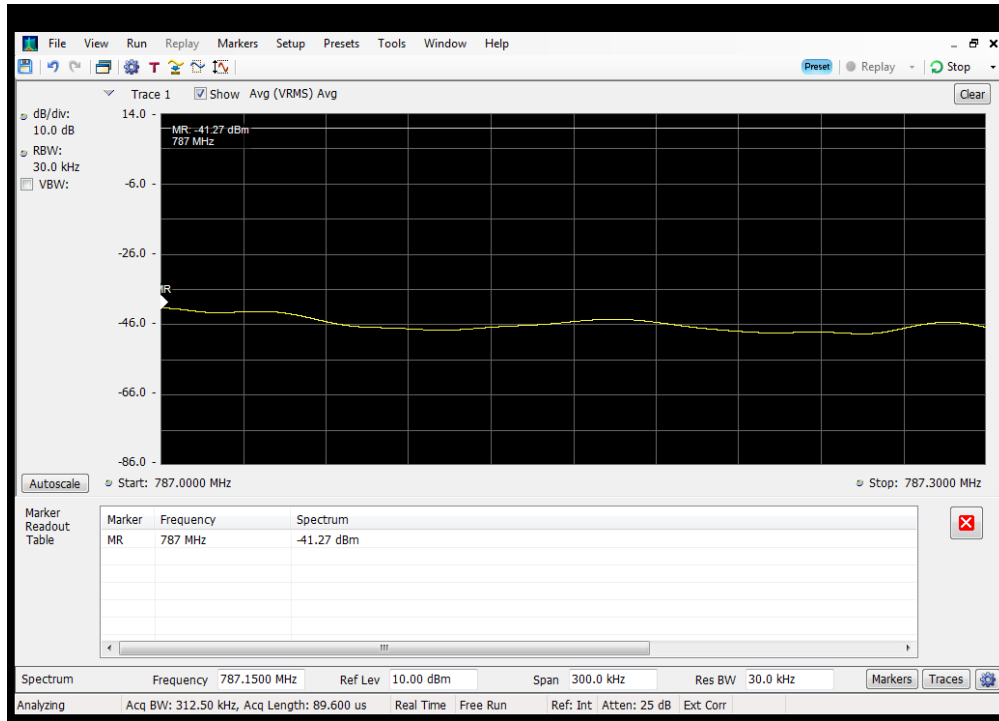 File View Run Replay Markers Setup Presets Tools Window Help
T Preset Replay Stop
Trace 1 Show Avg (VRMS) Avg Clear
dB/div:
10.0 dB
RBW:
30.0 kHz
VBW:
14.0
-6.0
-26.0
-46.0
-66.0
-86.0
MR: -41.27 dBm
787 MHz
Autoscale Start: 787.0000 MHz Stop: 787.3000 MHz
Marker
Readout
Table
Marker Frequency Spectrum
MR 787 MHz -41.27 dBm
Spectrum Frequency 787.1500 MHz Ref Lev 10.00 dBm Span 300.0 kHz Res BW 30.0 kHz Markers Traces
Analyzing Acq BW: 312.50 kHz, Acq Length: 89.600 us Real Time Free Run Ref: Int Atten: 25 dB Ext Corr